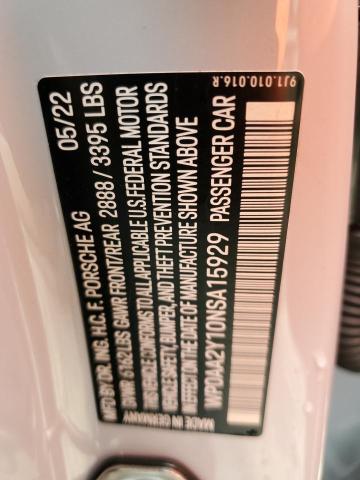 9J1.010.016.R
MFD BY DR. ING. H.C. F. PORSCHE AG 05/22
GVWR 6162 LBS GAWR FRONT/REAR 2888 / 3395 LBS
THIS VEHICLE CONFORMS TO ALL APPLICABLE U.S. FEDERAL MOTOR
VEHICLE SAFETY, BUMPER, AND THEFT PREVENTION STANDARDS
IN EFFECT ON THE DATE OF MANUFACTURE SHOWN ABOVE
WP0AA2Y10NSA15929 PASSENGER CAR
MADE IN GERMANY